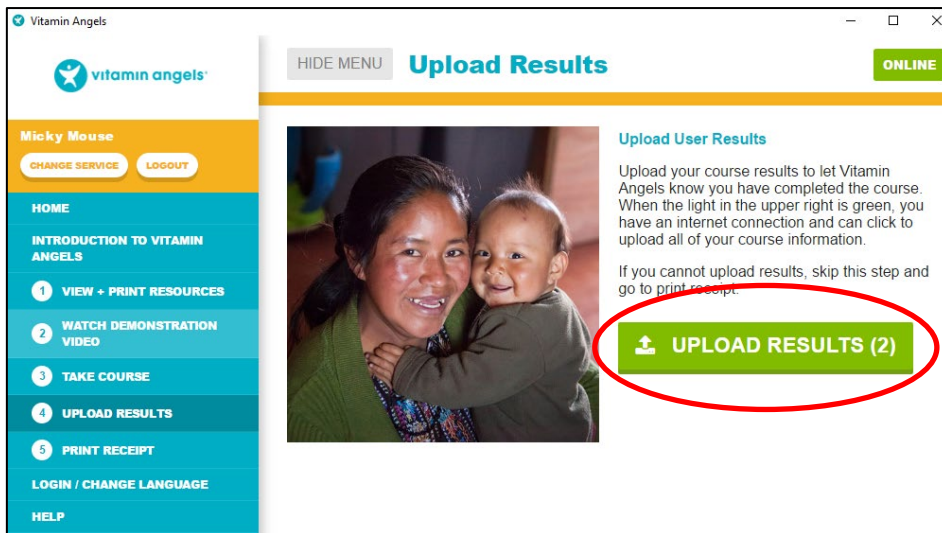 Vitamin Angels
vitamin angels
HIDE MENU
Upload Results
ONLINE
Micky Mouse
CHANGE SERVICE
LOGOUT
HOME
INTRODUCTION TO VITAMIN
ANGELS
1 VIEW + PRINT RESOURCES
2 WATCH DEMONSTRATION
VIDEO
3 TAKE COURSE
4 UPLOAD RESULTS
5 PRINT RECEIPT
LOGIN / CHANGE LANGUAGE
HELP
Upload User Results
Upload your course results to let Vitamin
Angels know you have completed the course.
When the light in the upper right is green, you
have an internet connection and can click to
upload all of your course information.
If you cannot upload results, skip this step and
go to print receipt.
UPLOAD RESULTS (2)